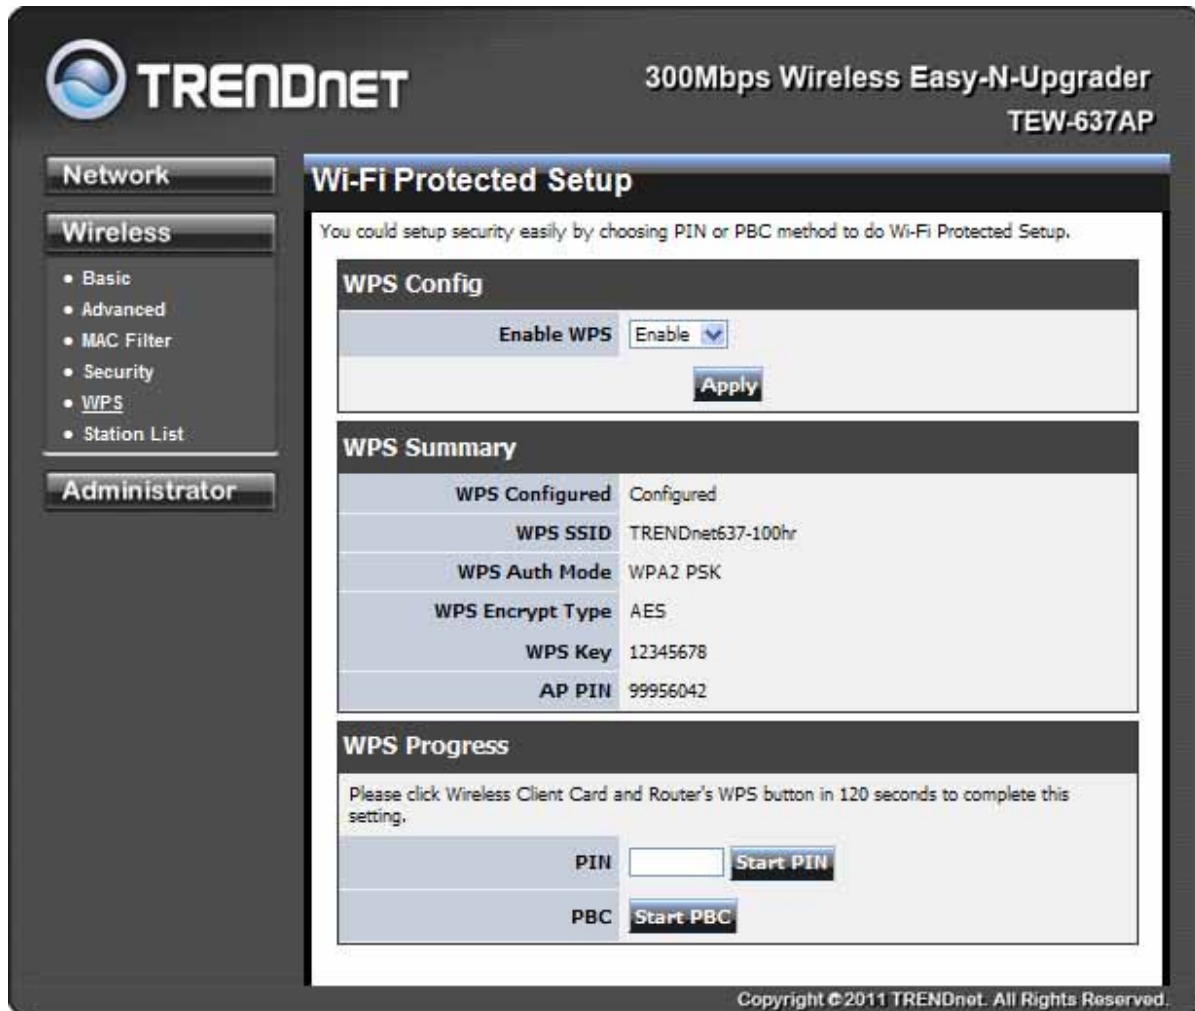 TRENDNET
300Mbps Wireless Easy-N-Upgrader
TEW-637AP
Network
Wireless
• Basic
• Advanced
• MAC Filter
• Security
• WPS
• Station List
Administrator
Wi-Fi Protected Setup
You could setup security easily by choosing PIN or PBC method to do Wi-Fi Protected Setup.
WPS Config
Enable WPS Enable
Apply
WPS Summary
WPS Configured Configured
WPS SSID TRENDnet637-100hr
WPS Auth Mode WPA2 PSK
WPS Encrypt Type AES
WPS Key 12345678
AP PIN 99956042
WPS Progress
Please click Wireless Client Card and Router's WPS button in 120 seconds to complete this
setting.
PIN Start PIN
PBC Start PBC
Copyright © 2011 TRENDnet. All Rights Reserved.